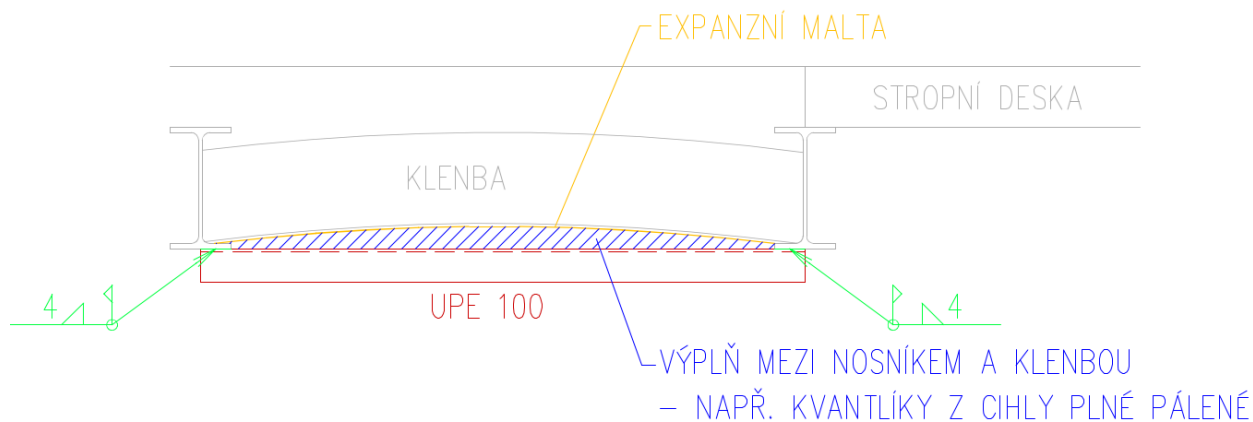 EXPANZNÍ MALTA
STROPNÍ DESKA
KLENBA
UPE 100
4
4
VÝPLŇ MEZI NOSNÍKEM A KLENBOU
– NAPŘ. KVANTLÍKY Z CIHLY PLNÉ PÁLENÉ